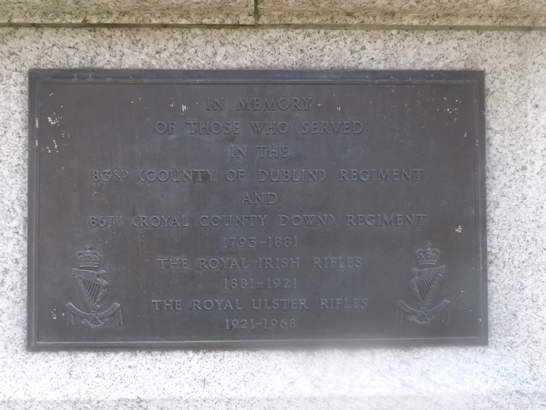 IN MEMORY
OF THOSE WHO SERVED
IN THE
83RD (COUNTY OF DUBLIN) REGIMENT
AND
86TH (ROYAL COUNTY DOWN) REGIMENT
1793-1881
THE ROYAL IRISH RIFLES
1881-1921
THE ROYAL ULSTER RIFLES
1921-1968